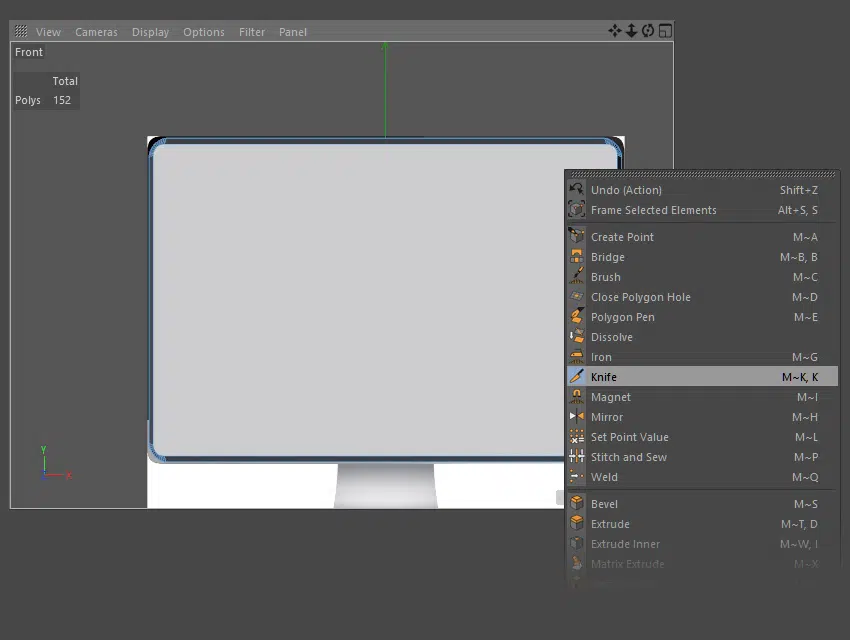 View Cameras Display Options Filter Panel
Front
Total
Polys 152
Undo (Action) Shift+Z
Frame Selected Elements Alt+S, S
Create Point M~A
Bridge M~B, B
Brush M~C
Close Polygon Hole M~D
Polygon Pen M~E
Dissolve
Iron M~G
Knife M~K, K
Magnet M~I
Mirror M~H
Set Point Value M~L
Stitch and Sew M~P
Weld M~Q
Bevel M~S
Extrude M~T, D
Extrude Inner M~W, I
Matrix Extrude M~X
Y
X